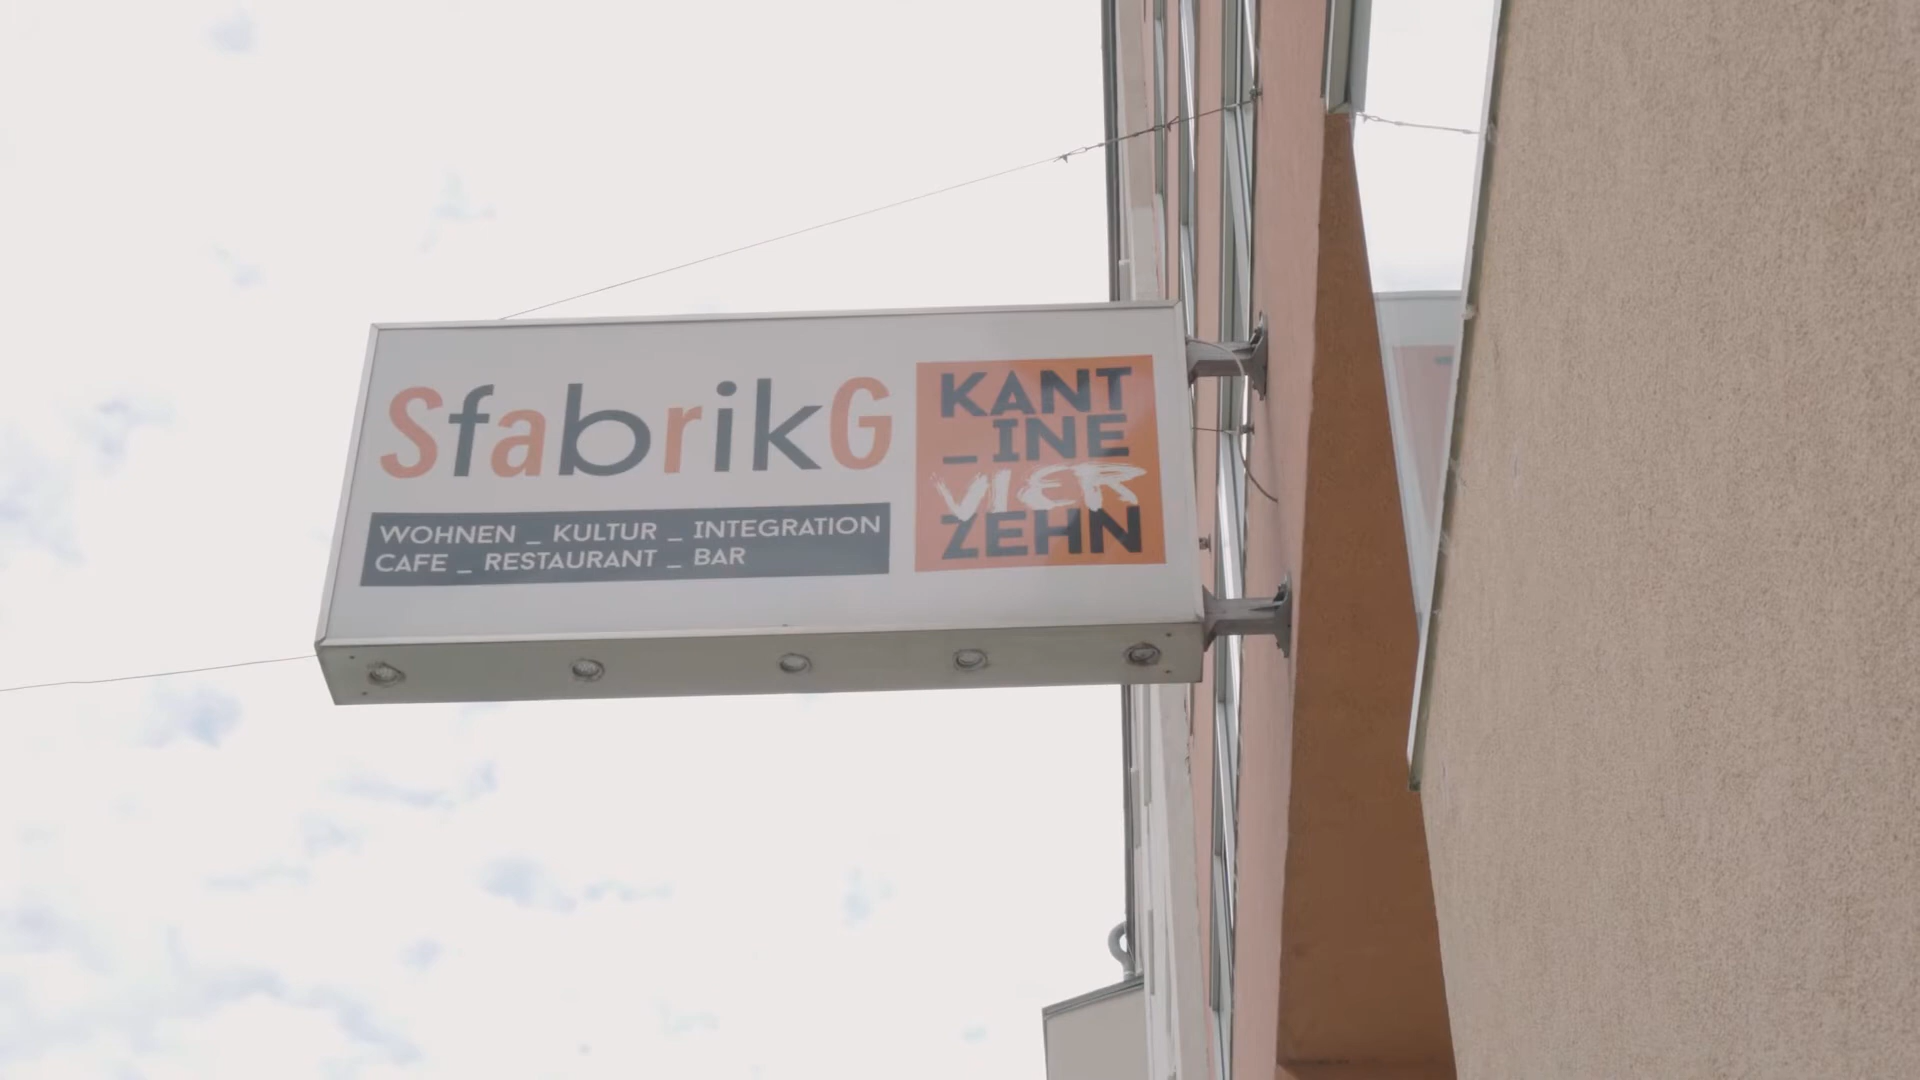 SfabrikG
WOHNEN _ KULTUR _ INTEGRATION
CAFE _ RESTAURANT _ BAR
KANT
_INE
VIER
ZEHN